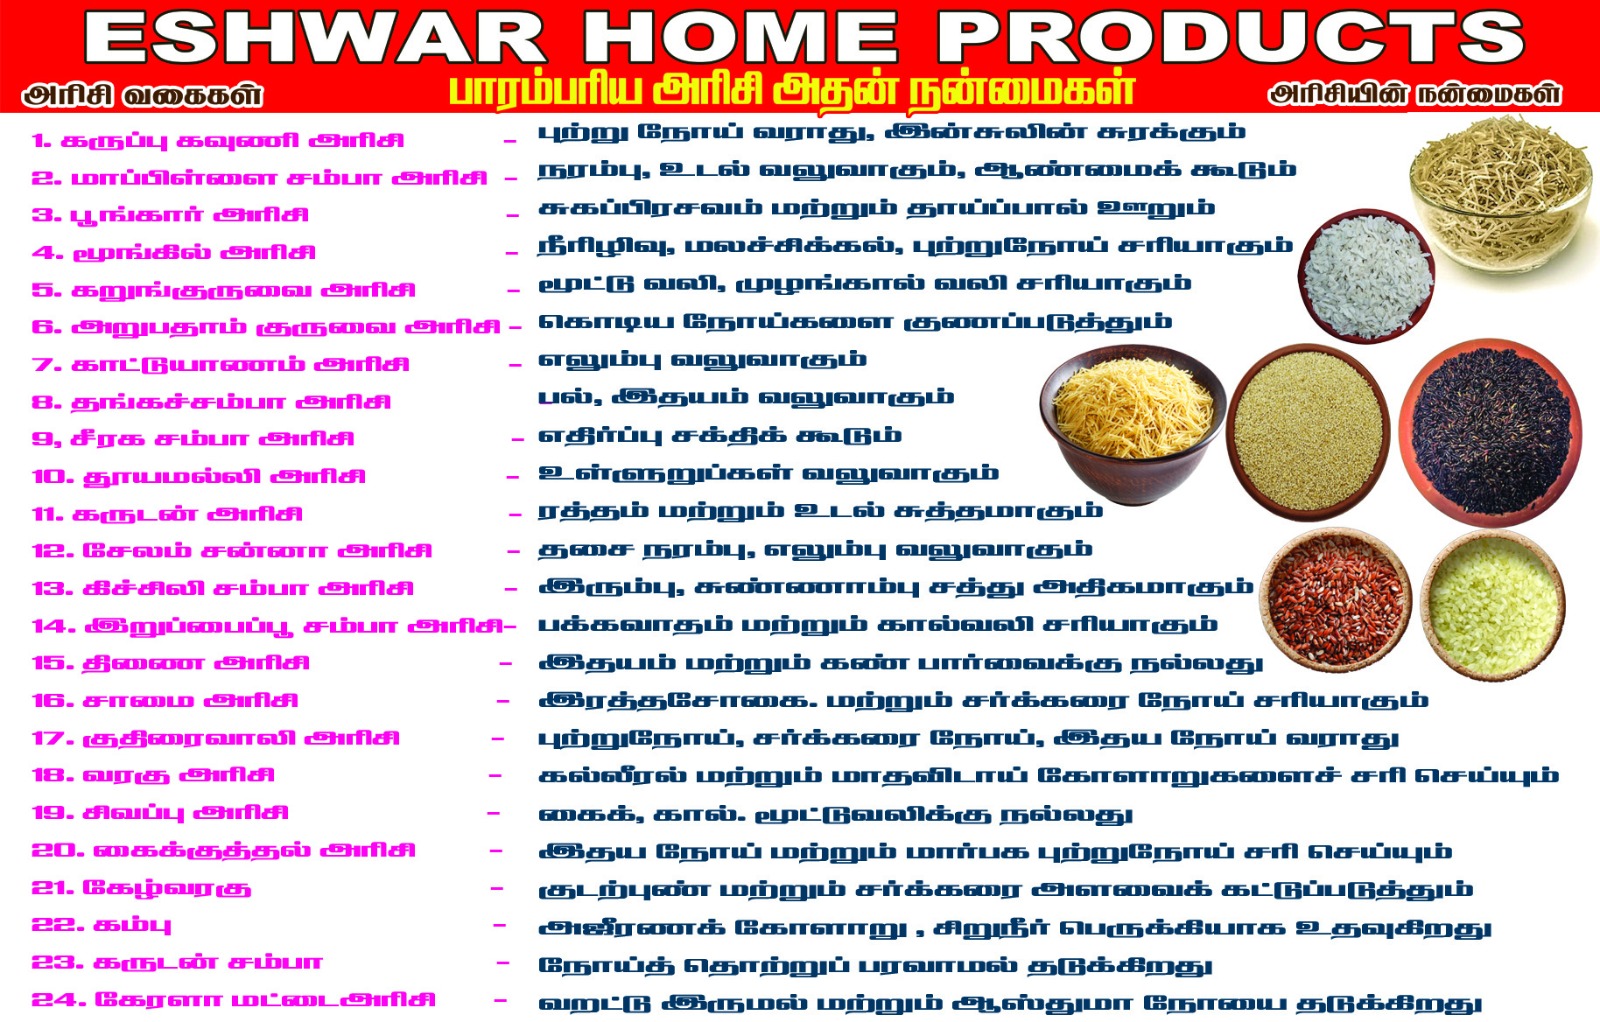 ESHWAR HOME PRODUCTS
அரிசி வகைகள் பாரம்பரிய அரிசி அதன் நன்மைகள் அரிசியின் நன்மைகள்
1. கருப்பு கவுணி அரிசி - புற்று நோய் வராது, இன்சுலின் சுரக்கும்
2. மாப்பிள்ளை சம்பா அரிசி - நரம்பு, உடல் வலுவாகும், ஆண்மைக் கூடும்
3. பூங்கார் அரிசி - சுகப்பிரசவம் மற்றும் தாய்ப்பால் ஊறும்
4. மூங்கில் அரிசி - நீரிழிவு, மலச்சிக்கல், புற்றுநோய் சரியாகும்
5. கறுங்குருவை அரிசி - மூட்டு வலி, முழங்கால் வலி சரியாகும்
6. அறுபதாம் குருவை அரிசி - கொடிய நோய்களை குணப்படுத்தும்
7. காட்டுயாணம் அரிசி - எலும்பு வலுவாகும்
8. தங்கச்சம்பா அரிசி - பல், இதயம் வலுவாகும்
9, சீரக சம்பா அரிசி - எதிர்ப்பு சக்திக் கூடும்
10. தூயமல்லி அரிசி - உள்ளுறுப்கள் வலுவாகும்
11. கருடன் அரிசி - ரத்தம் மற்றும் உடல் சுத்தமாகும்
12. சேலம் சன்னா அரிசி - தசை நரம்பு, எலும்பு வலுவாகும்
13. கிச்சிலி சம்பா அரிசி - இரும்பு, சுண்ணாம்பு சத்து அதிகமாகும்
14. இறுப்பைப்பூ சம்பா அரிசி- பக்கவாதம் மற்றும் கால்வலி சரியாகும்
15. திணை அரிசி - இதயம் மற்றும் கண் பார்வைக்கு நல்லது
16. சாமை அரிசி - இரத்தசோகை. மற்றும் சர்க்கரை நோய் சரியாகும்
17. குதிரைவாலி அரிசி - புற்றுநோய், சர்க்கரை நோய், இதய நோய் வராது
18. வரகு அரிசி - கல்லீரல் மற்றும் மாதவிடாய் கோளாறுகளைச் சரி செய்யும்
19. சிவப்பு அரிசி - கைக், கால். மூட்டுவலிக்கு நல்லது
20. கைக்குத்தல் அரிசி - இதய நோய் மற்றும் மார்பக புற்றுநோய் சரி செய்யும்
21. கேழ்வரகு - குடற்புண் மற்றும் சர்க்கரை அளவைக் கட்டுப்படுத்தும்
22. கம்பு - அஜீரணக் கோளாறு , சிறுநீர் பெருக்கியாக உதவுகிறது
23. கருடன் சம்பா - நோய்த் தொற்றுப் பரவாமல் தடுக்கிறது
24. கேரளா மட்டைஅரிசி - வறட்டு இருமல் மற்றும் ஆஸ்துமா நோயை தடுக்கிறது